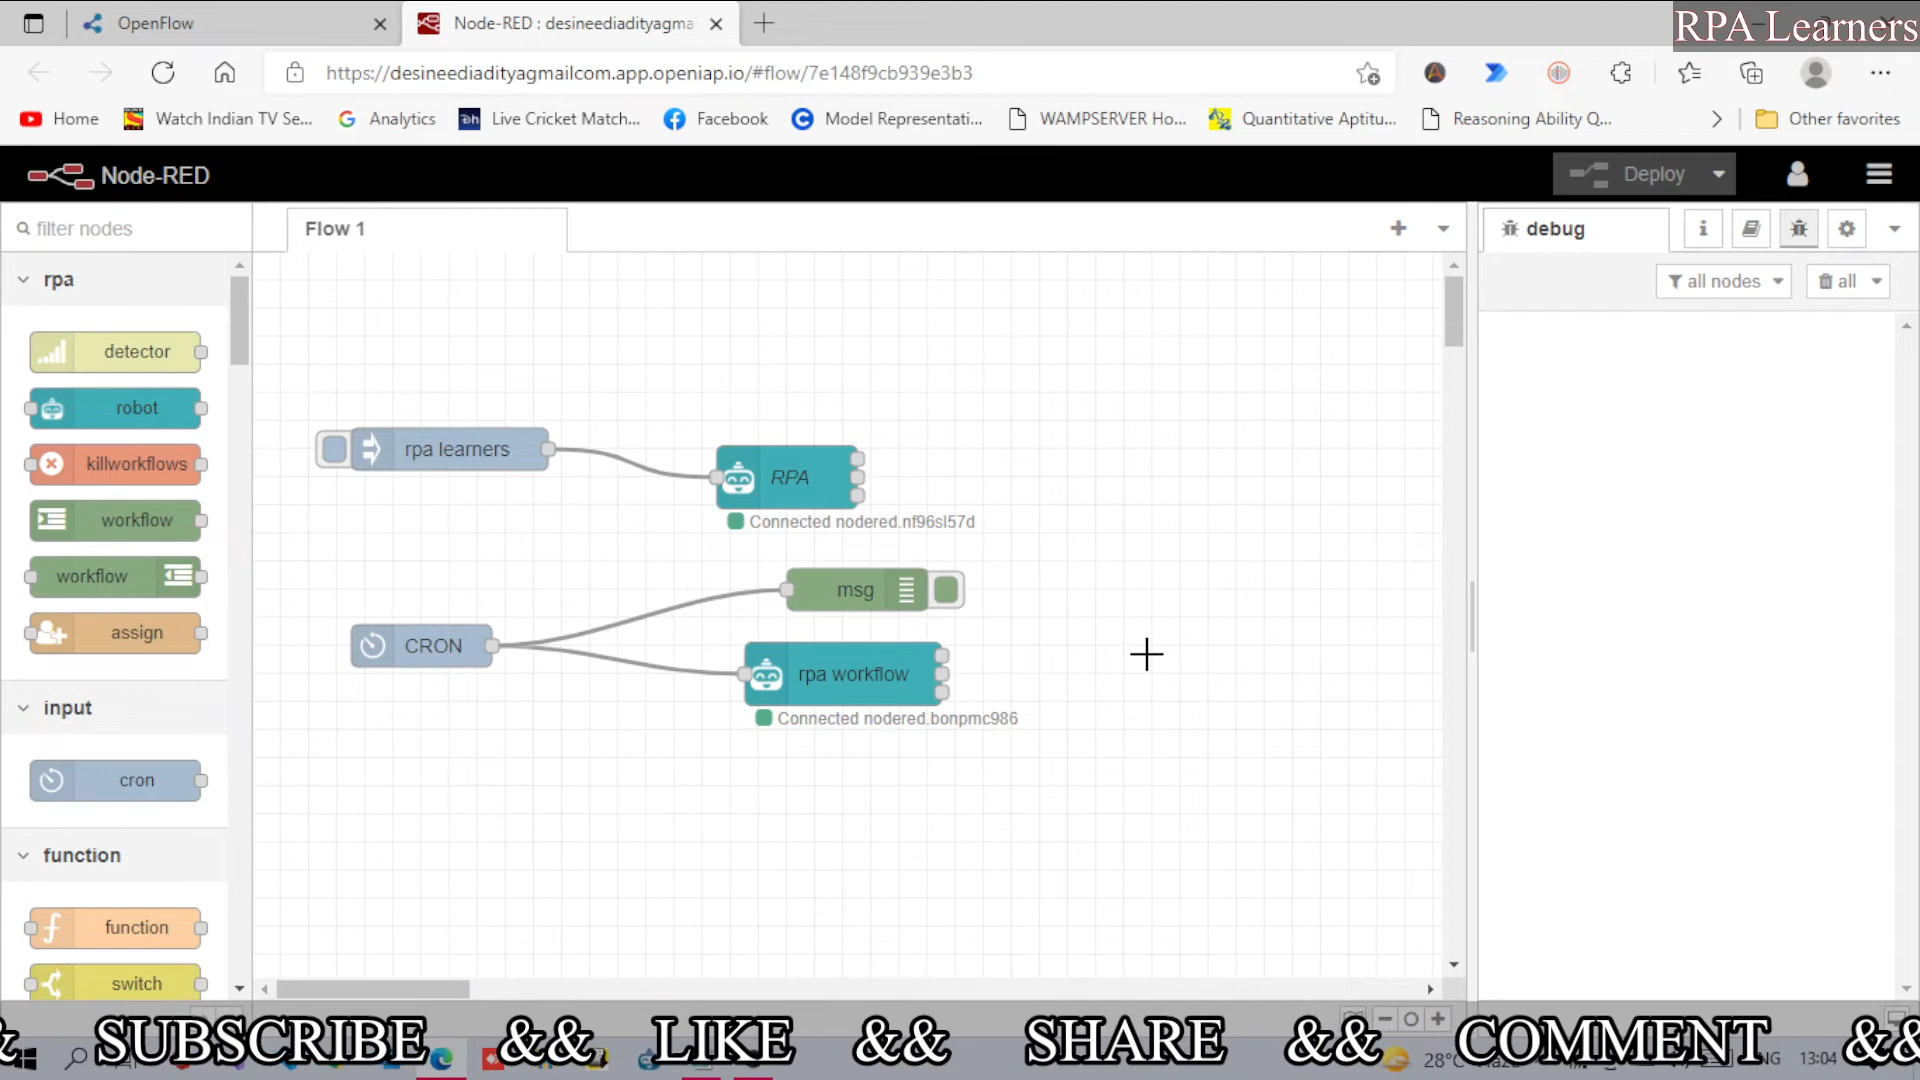 OpenFlow
Node-RED : desineediadityagma
RPA Learners
https://desineediadityagmailcom.app.openiap.io/#flow/7e148f9cb939e3b3
Home
Watch Indian TV Se...
Analytics
Live Cricket Match...
Facebook
Model Representati...
WAMPSERVER Ho...
Quantitative Aptitu...
Reasoning Ability Q...
Other favorites
Node-RED
Deploy
filter nodes
Flow 1
debug
all nodes
all
rpa
detector
robot
killworkflows
workflow
workflow
assign
input
cron
function
function
switch
rpa learners
RPA
Connected nodered.nf96sl57d
msg
CRON
rpa workflow
Connected nodered.bonpmc986
& SUBSCRIBE && LIKE && SHARE && COMMENT &&
28°C
13:04